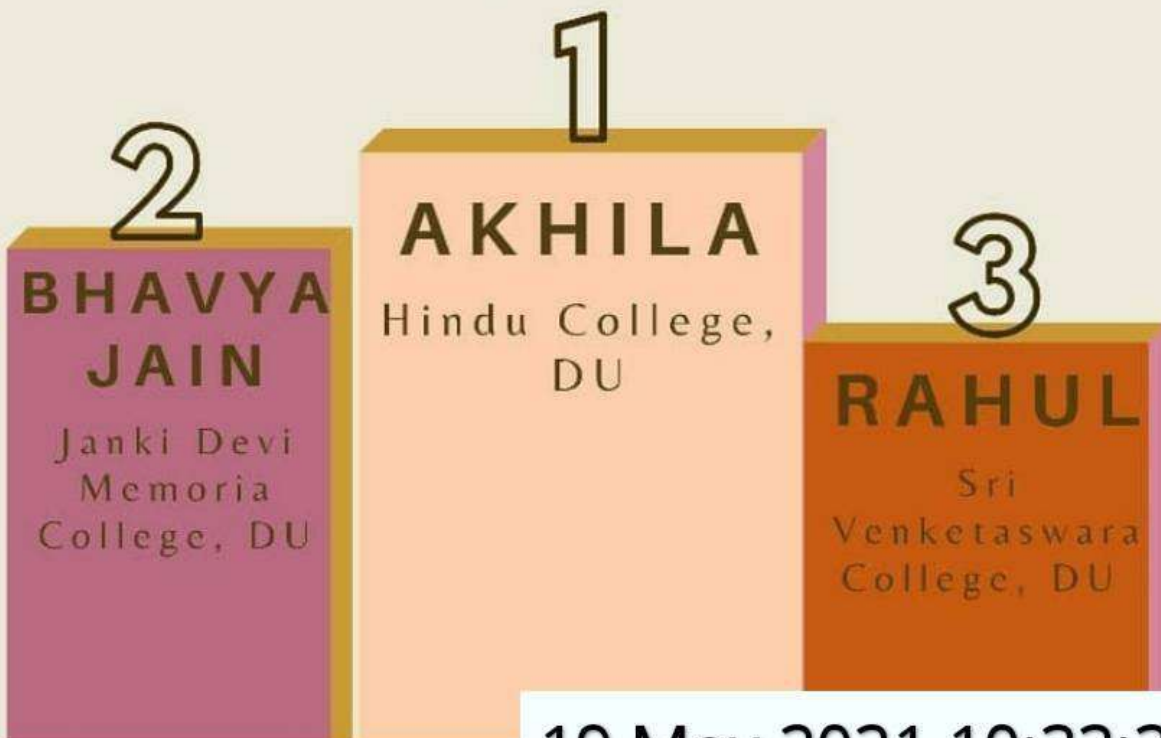 1
2
3
AKHILA
Hindu College,
DU
BHAVYA
JAIN
Janki Devi
Memoria
College, DU
RAHUL
Sri
Venketaswara
College, DU
19 May 2021